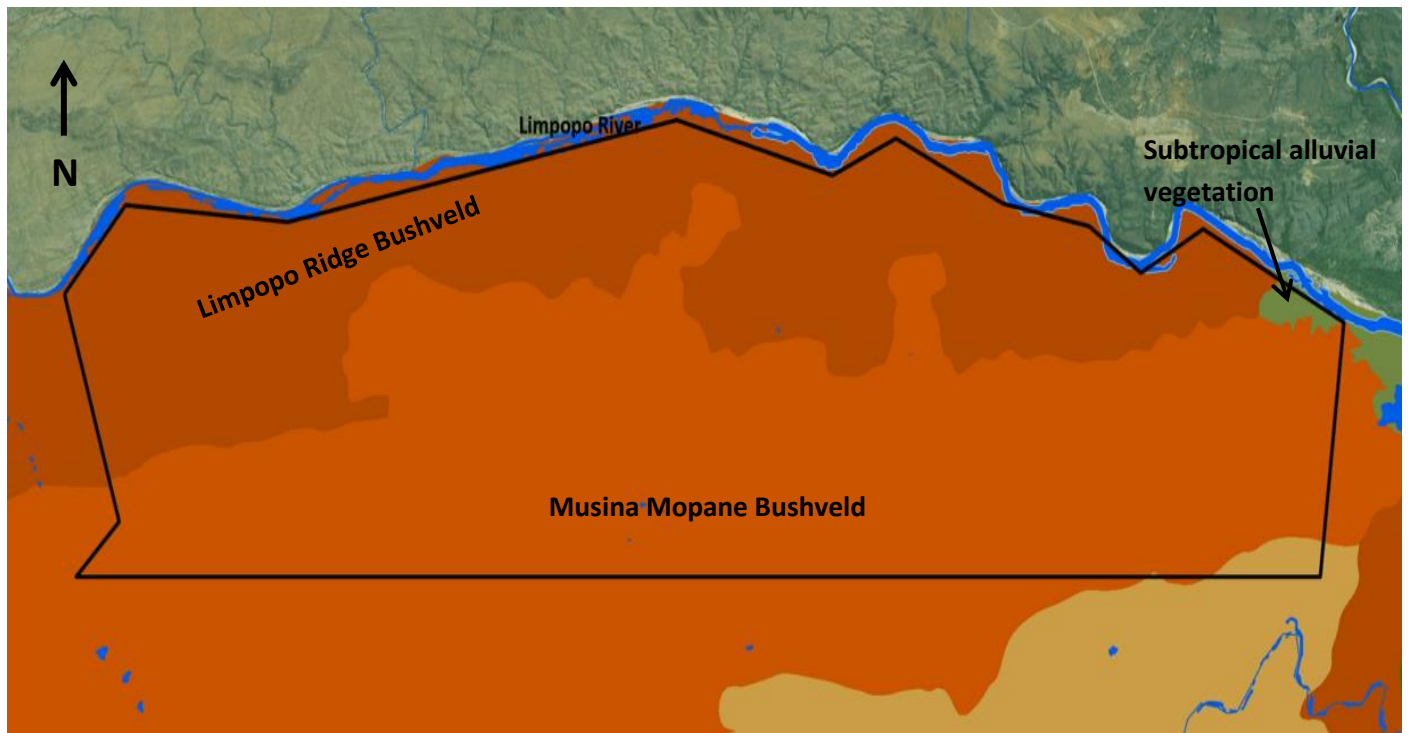 N
Limpopo River
Subtropical alluvial
vegetation
Limpopo Ridge Bushveld
Musina Mopane Bushveld